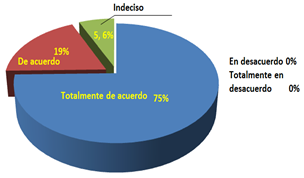 Indeciso
5, 6%
19%
De acuerdo
En desacuerdo 0%
Totalmente en
desacuerdo 0%
Totalmente de acuerdo 75%